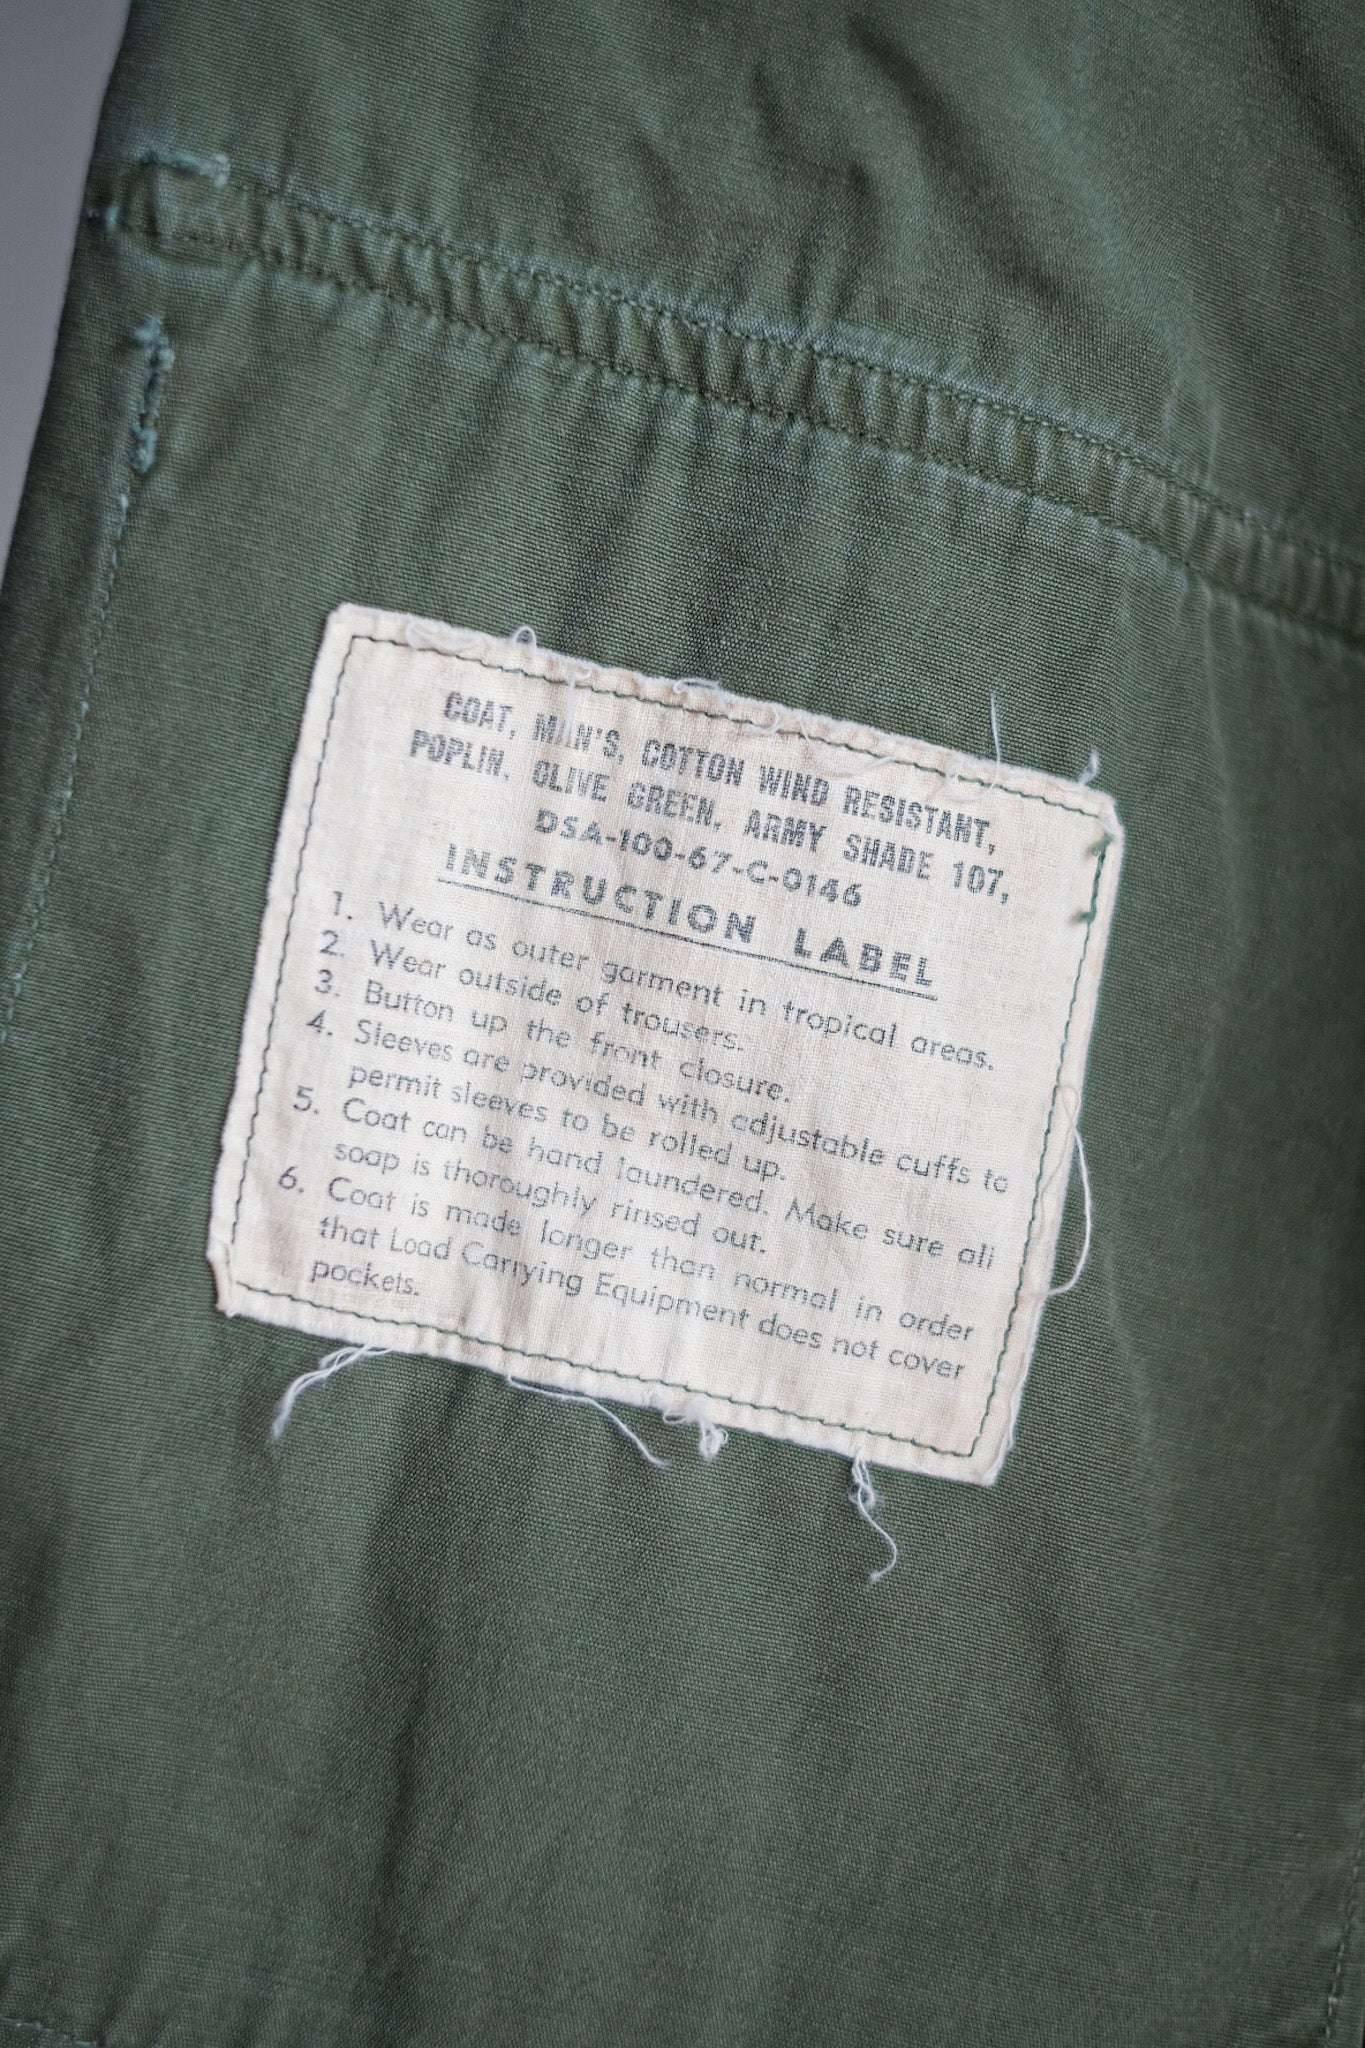 COAT, MAN'S, COTTON WIND RESISTANT,
POPLIN. OLIVE GREEN, ARMY SHADE 107,
DSA-100-67-C-0146
INSTRUCTION LABEL
1. Wear as outer garment in tropical areas.
2. Wear outside of trousers.
3. Button up the front closure.
4. Sleeves are provided with adjustable cuffs to
permit sleeves to be rolled up.
5. Coat can be hand laundered. Make sure all
soap is thoroughly rinsed out.
6. Coat is made longer than normal in order
that Load Carrying Equipment does not cover
pockets.